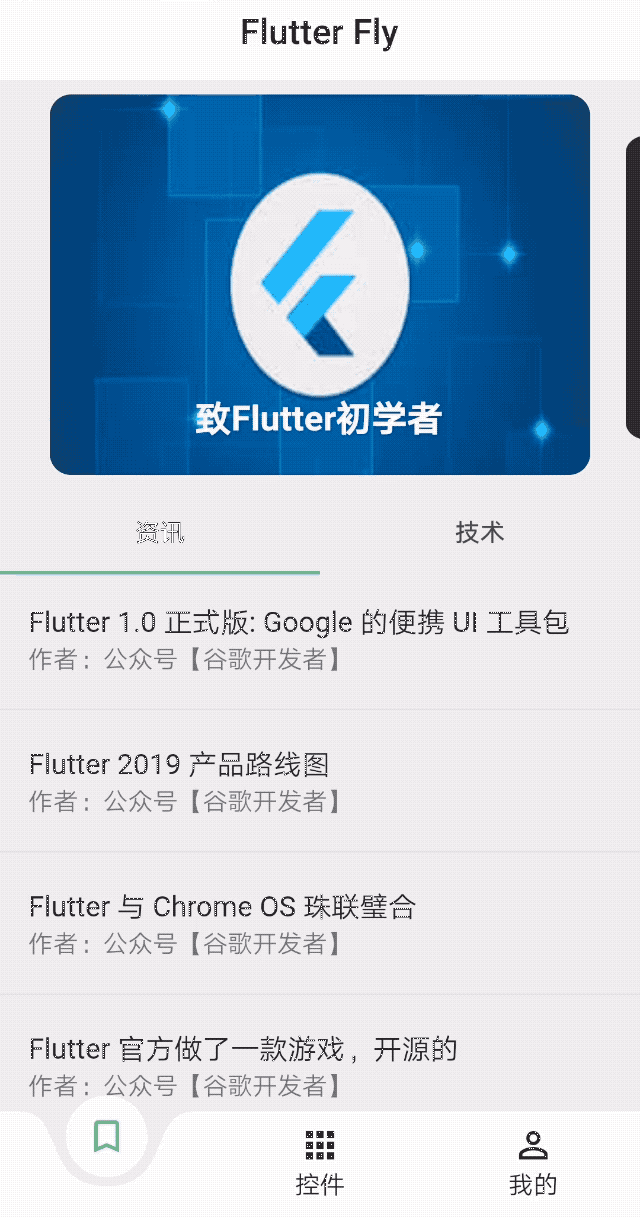 Flutter Fly
致Flutter初学者
资讯
技术
Flutter 1.0 正式版: Google 的便携 UI 工具包
作者：公众号【谷歌开发者】
Flutter 2019 产品路线图
作者：公众号【谷歌开发者】
Flutter 与 Chrome OS 珠联璧合
作者：公众号【谷歌开发者】
Flutter 官方做了一款游戏，开源的
作者：公众号【谷歌开发者】
控件
我的